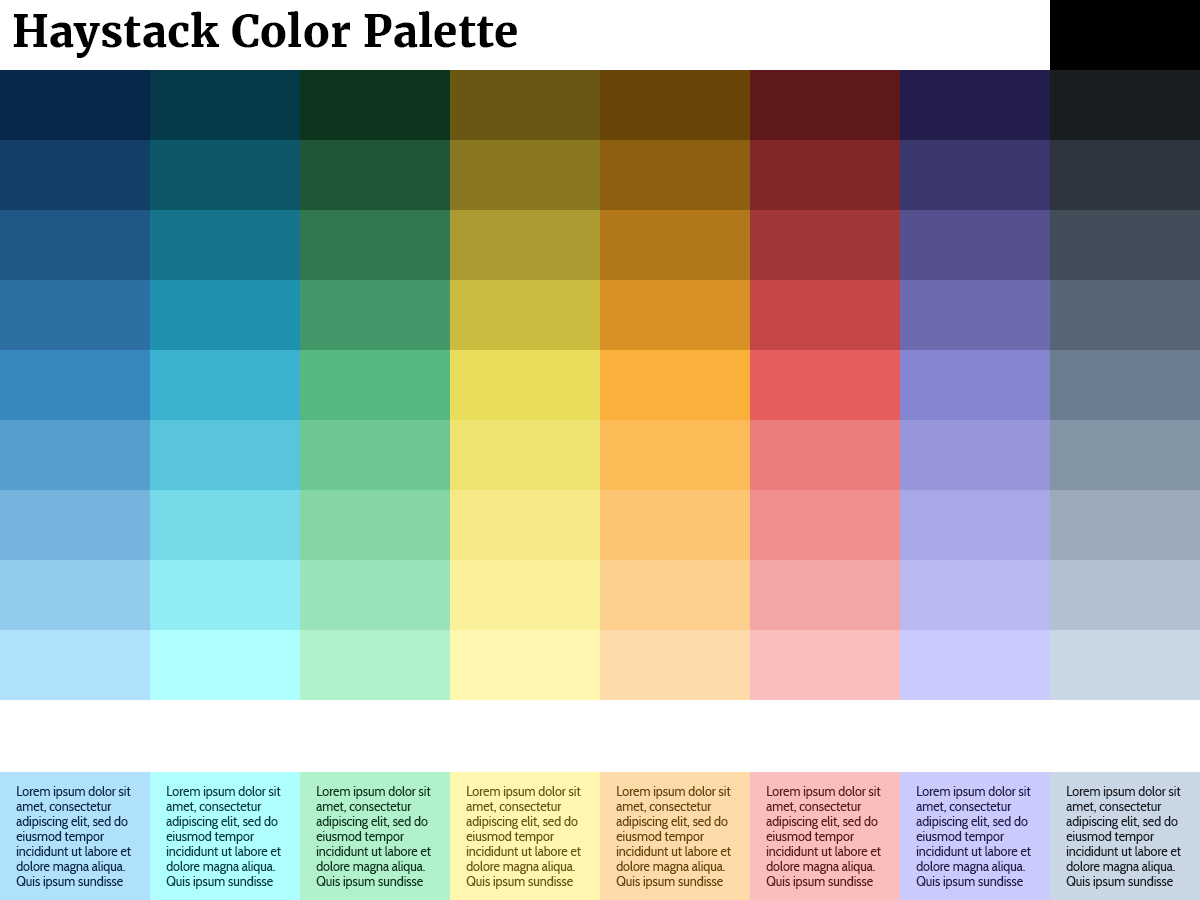 Haystack Color Palette
Lorem ipsum dolor sit
amet, consectetur
adipiscing elit, sed do
eiusmod tempor
incididunt ut labore et
dolore magna aliqua.
Quis ipsum sundisse
Lorem ipsum dolor sit
amet, consectetur
adipiscing elit, sed do
eiusmod tempor
incididunt ut labore et
dolore magna aliqua.
Quis ipsum sundisse
Lorem ipsum dolor sit
amet, consectetur
adipiscing elit, sed do
eiusmod tempor
incididunt ut labore et
dolore magna aliqua.
Quis ipsum sundisse
Lorem ipsum dolor sit
amet, consectetur
adipiscing elit, sed do
eiusmod tempor
incididunt ut labore et
dolore magna aliqua.
Quis ipsum sundisse
Lorem ipsum dolor sit
amet, consectetur
adipiscing elit, sed do
eiusmod tempor
incididunt ut labore et
dolore magna aliqua.
Quis ipsum sundisse
Lorem ipsum dolor sit
amet, consectetur
adipiscing elit, sed do
eiusmod tempor
incididunt ut labore et
dolore magna aliqua.
Quis ipsum sundisse
Lorem ipsum dolor sit
amet, consectetur
adipiscing elit, sed do
eiusmod tempor
incididunt ut labore et
dolore magna aliqua.
Quis ipsum sundisse
Lorem ipsum dolor sit
amet, consectetur
adipiscing elit, sed do
eiusmod tempor
incididunt ut labore et
dolore magna aliqua.
Quis ipsum sundisse